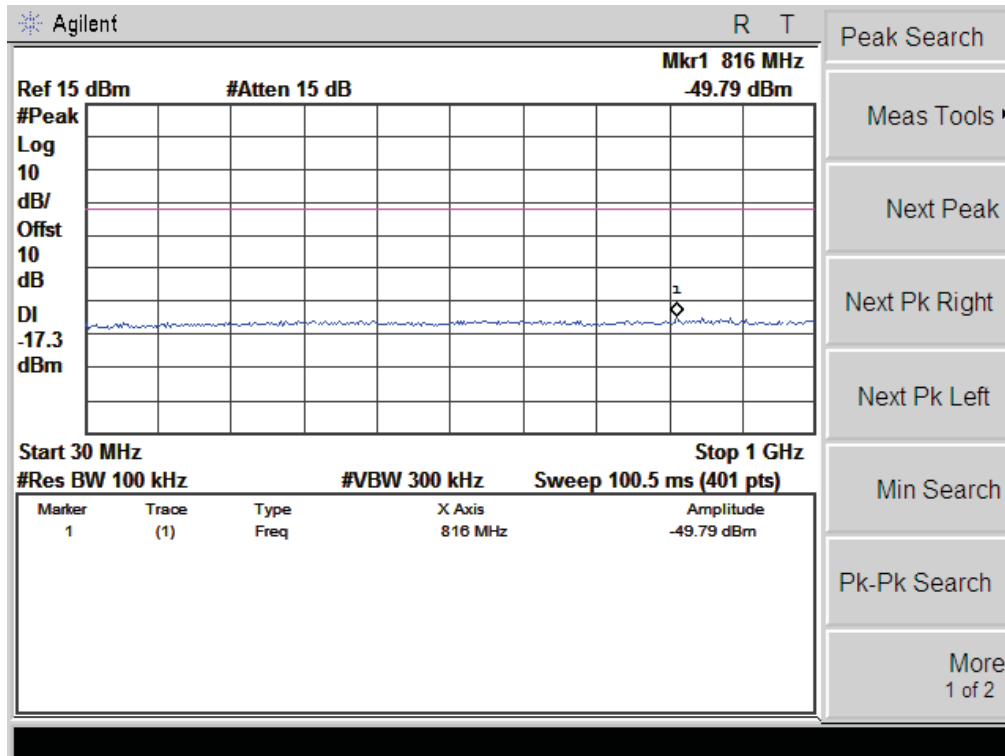 Agilent R T
Mkr1 816 MHz
Ref 15 dBm #Atten 15 dB -49.79 dBm
#Peak
Log
10
dB/
Offst
10
dB
DI
-17.3
dBm
1
Start 30 MHz Stop 1 GHz
#Res BW 100 kHz #VBW 300 kHz Sweep 100.5 ms (401 pts)
Marker Trace Type X Axis Amplitude
1 (1) Freq 816 MHz -49.79 dBm
Peak Search
Meas Tools
Next Peak
Next Pk Right
Next Pk Left
Min Search
Pk-Pk Search
More
1 of 2